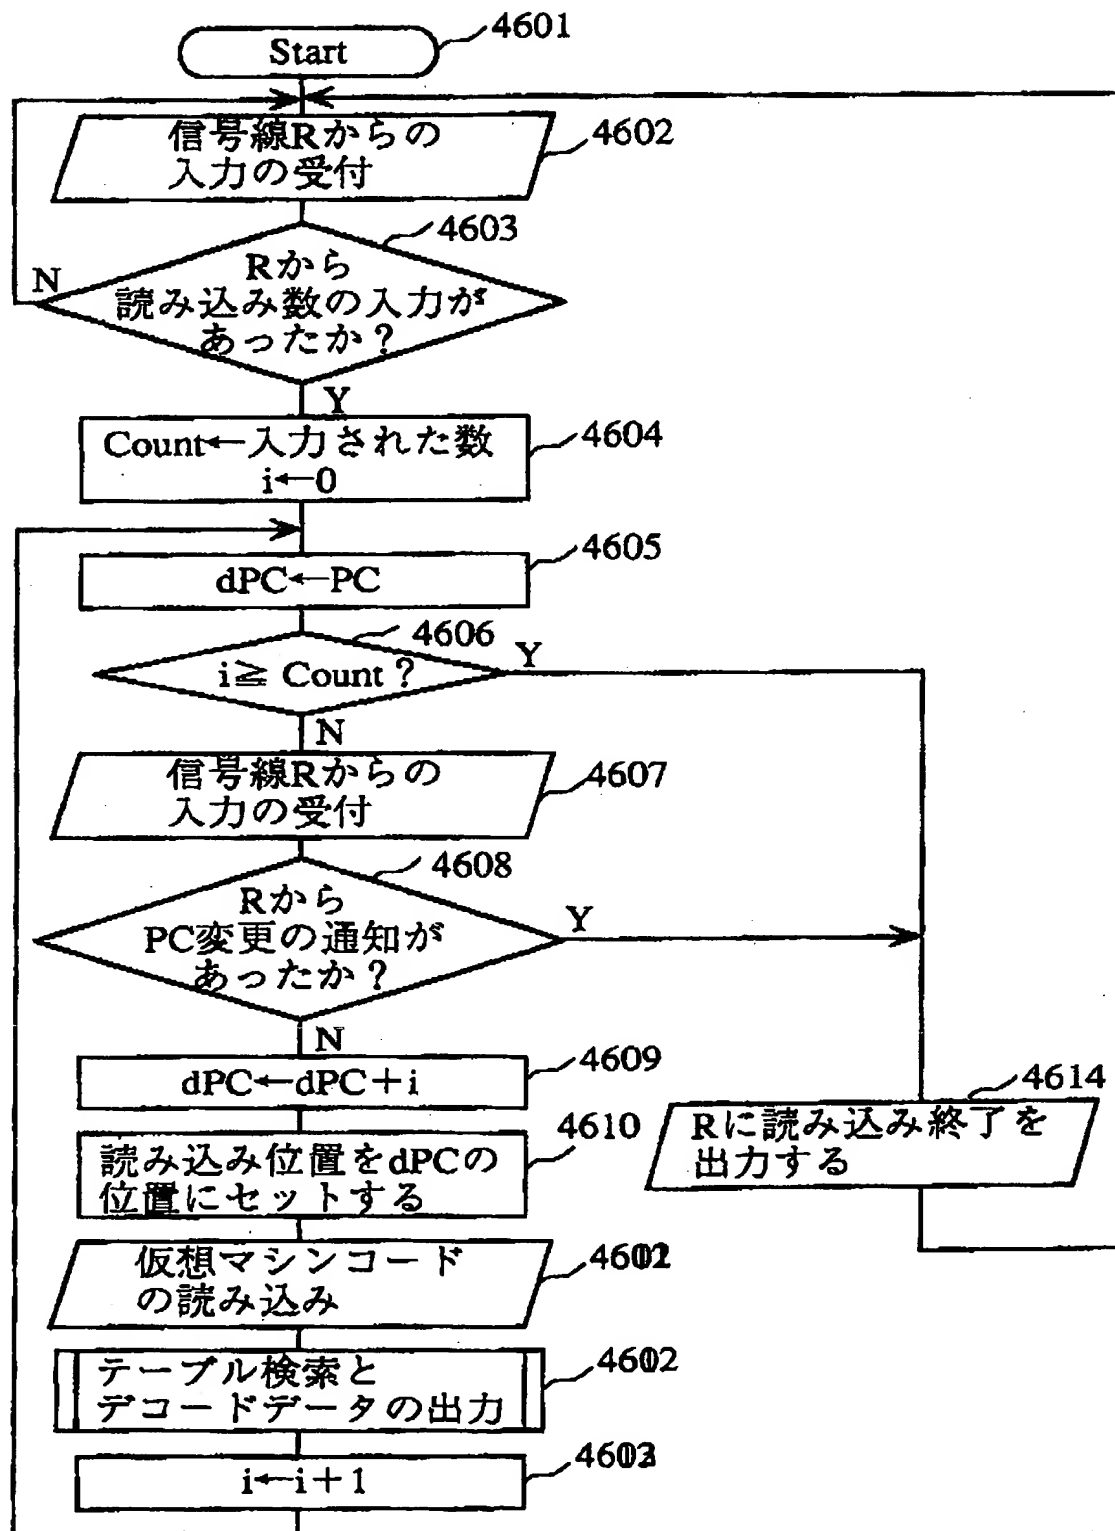 Start
4601
信号線Rからの
入力の受付
4602
4603
Rから
読み込み数の入力が
あったか？
N
Y
Count←入力された数
i←0
4604
dPC←PC
4605
4606
i≧ Count？
Y
N
信号線Rからの
入力の受付
4607
4608
Rから
PC変更の通知が
あったか？
Y
N
dPC←dPC＋i
4609
読み込み位置をdPCの
位置にセットする
4610
4614
Rに読み込み終了を
出力する
仮想マシンコード
の読み込み
テーブル検索と
デコードデータの出力
i←i＋1